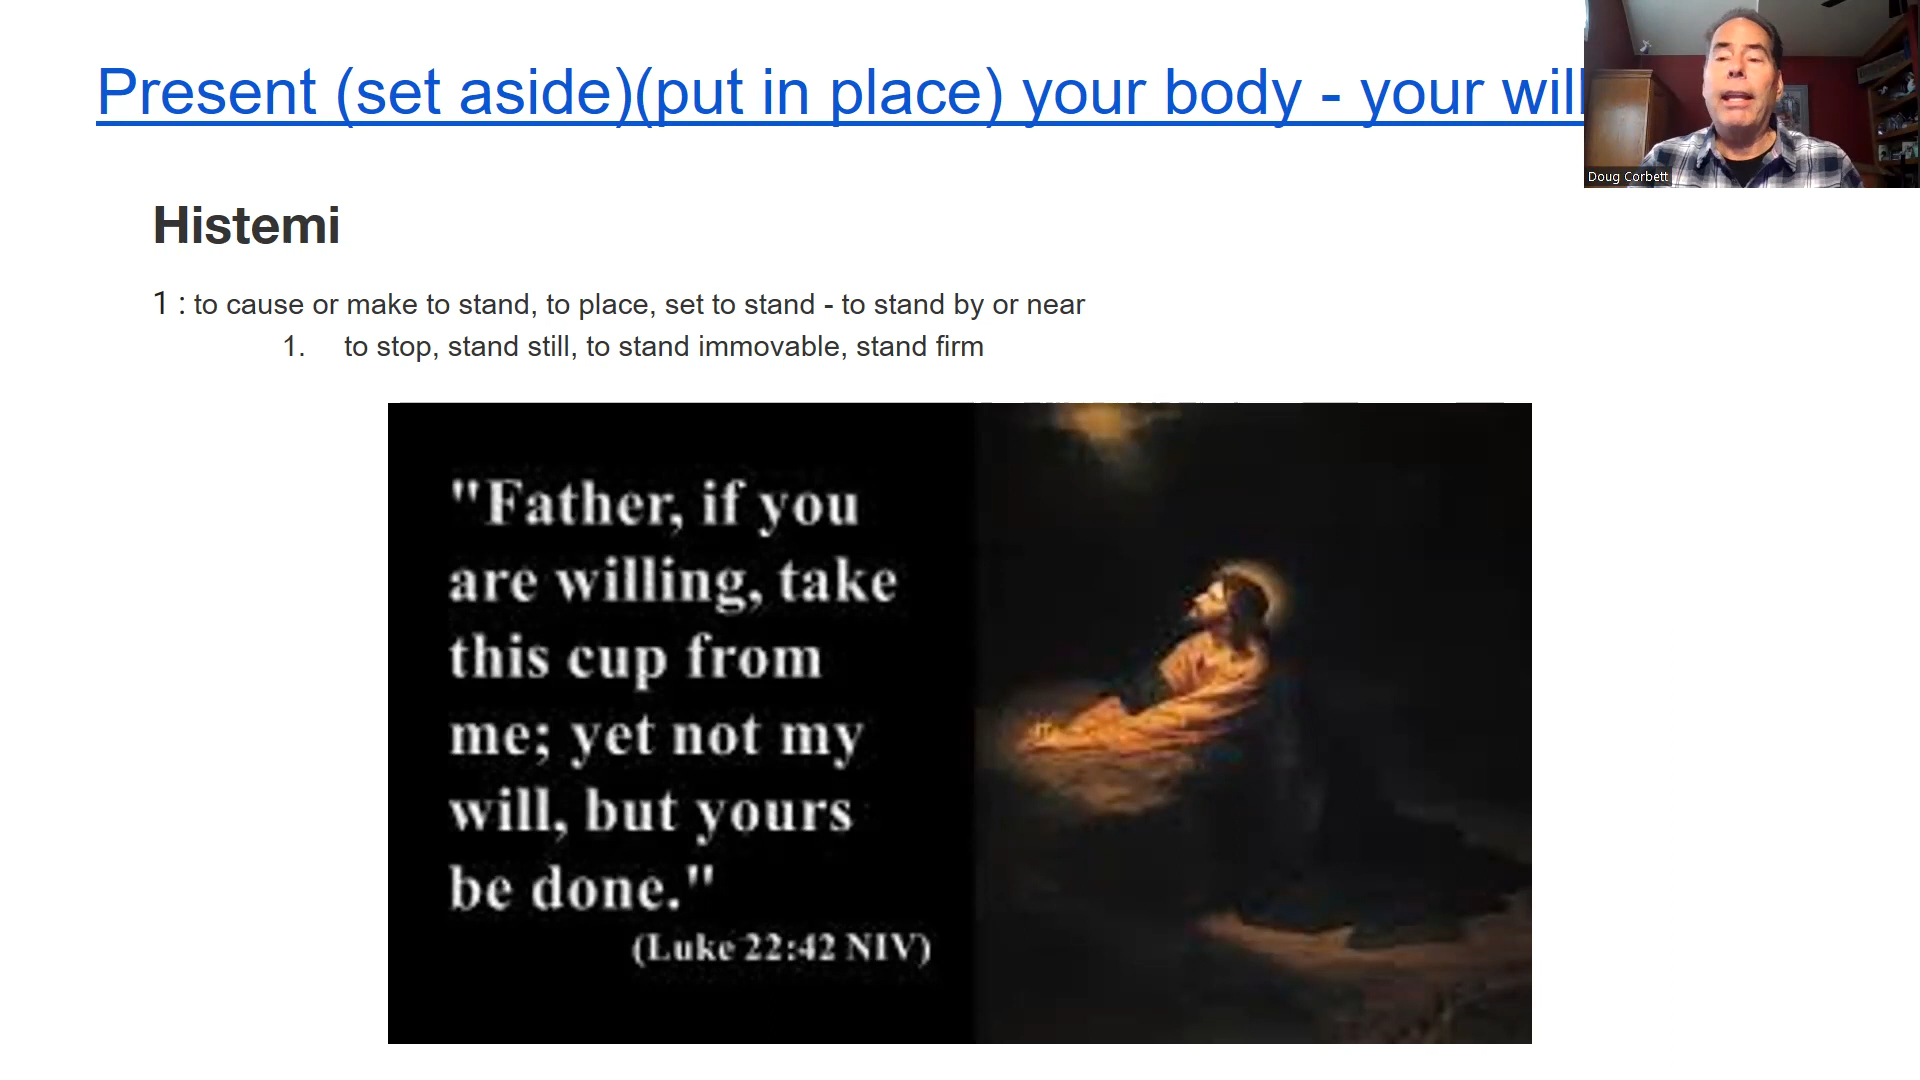 Present (set aside)(put in place) your body - your will
Doug Corbett
Histemi
1 : to cause or make to stand, to place, set to stand - to stand by or near
1. to stop, stand still, to stand immovable, stand firm
"Father, if you
are willing, take
this cup from
me; yet not my
will, but yours
be done."
(Luke 22:42 NIV)